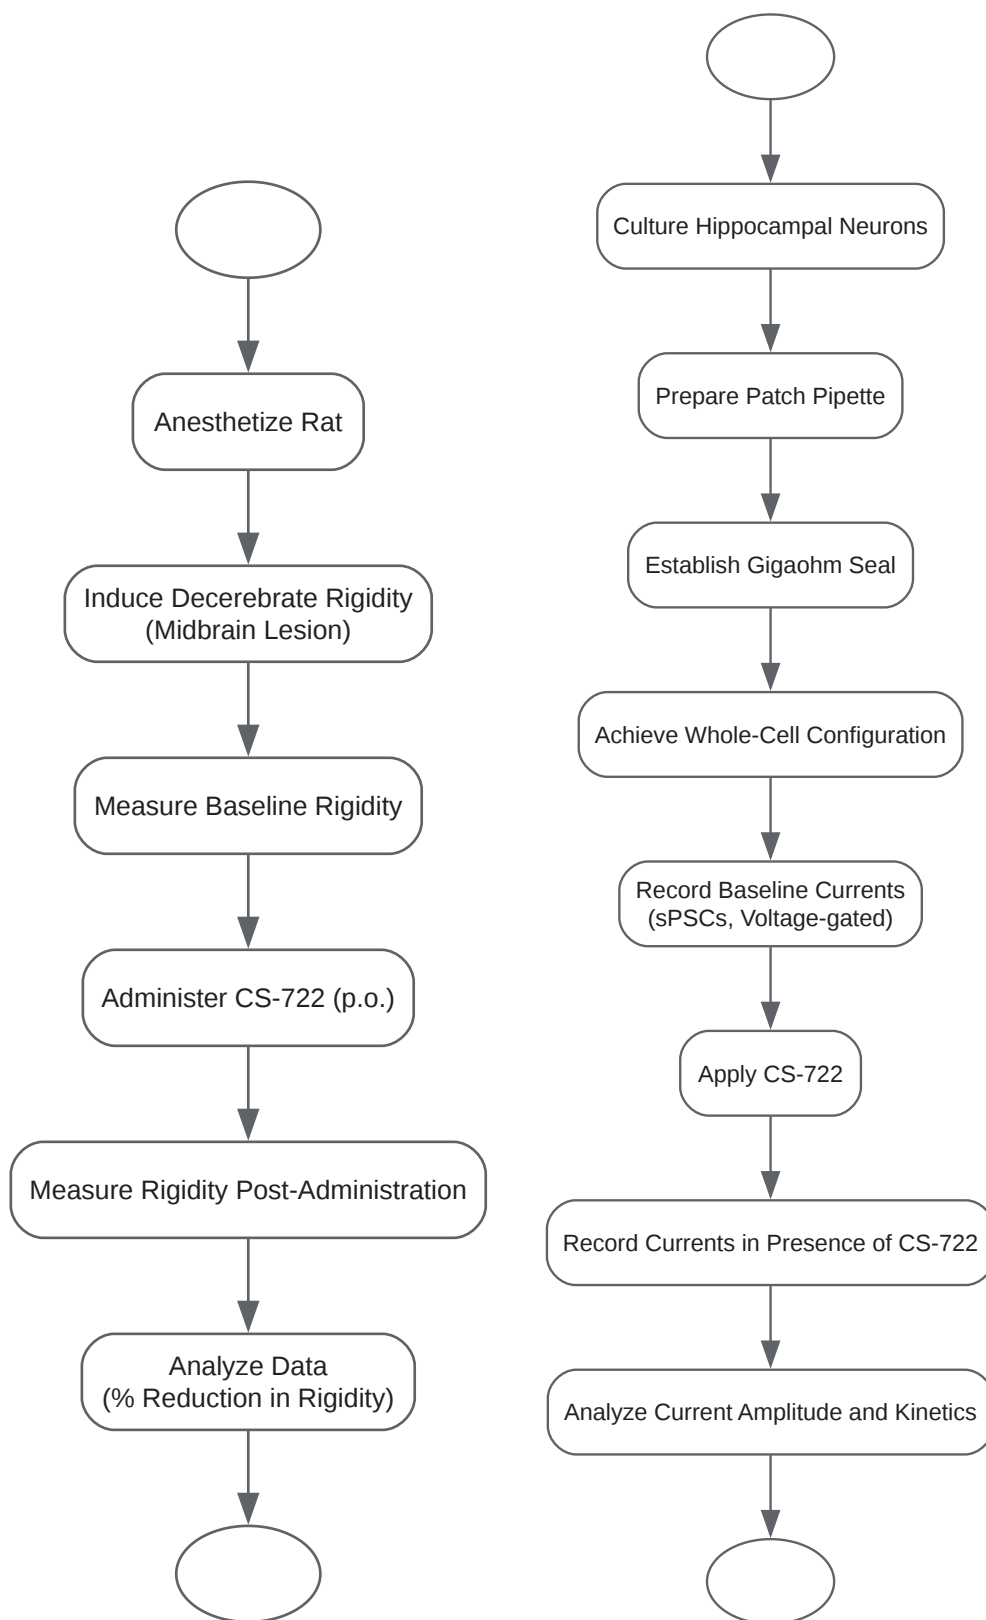 Anesthetize Rat
Induce Decerebrate Rigidity
(Midbrain Lesion)
Measure Baseline Rigidity
Administer CS-722 (p.o.)
Measure Rigidity Post-Administration
Analyze Data
(% Reduction in Rigidity)
Culture Hippocampal Neurons
Prepare Patch Pipette
Establish Gigaohm Seal
Achieve Whole-Cell Configuration
Record Baseline Currents
(sPSCs, Voltage-gated)
Apply CS-722
Record Currents in Presence of CS-722
Analyze Current Amplitude and Kinetics